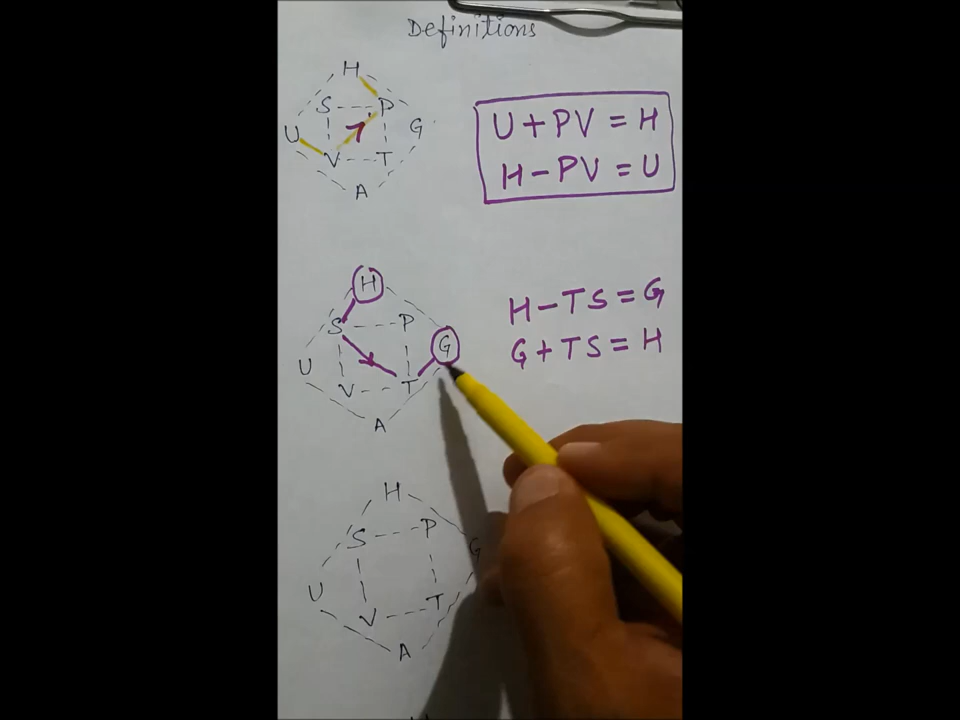 Definitions
H
S P
U G
V T
A
U + PV = H
H - PV = U
H
S P
G
U
V T
A
H - TS = G
G + TS = H
H
S P
G
U T
V
A